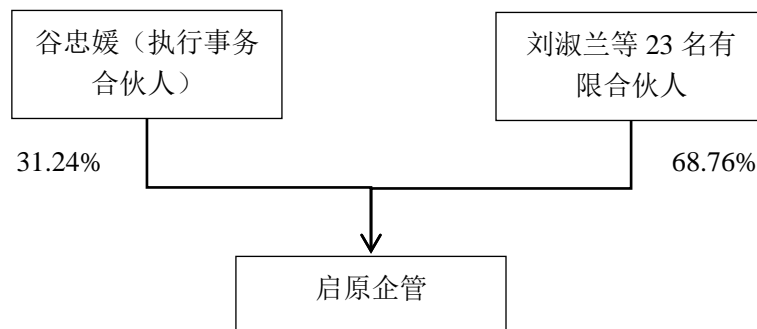 谷忠媛（执行事务
合伙人）
刘淑兰等 23 名有
限合伙人
31.24%
68.76%
启原企管